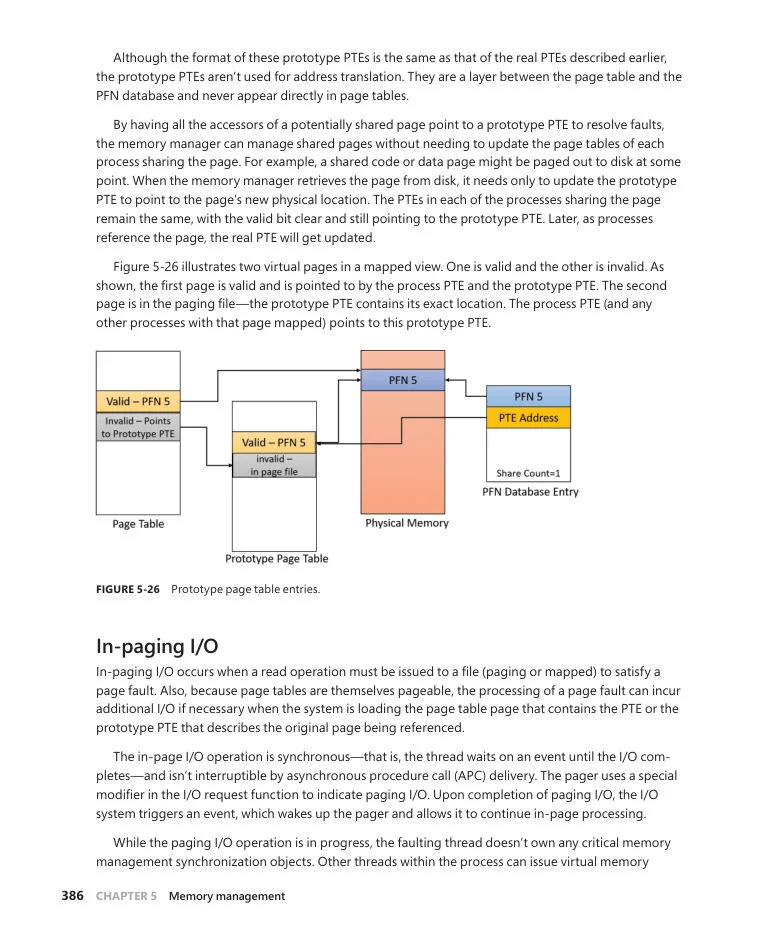 Although the format of these prototype PTEs is the same as that of the real PTEs described earlier,
the prototype PTEs aren’t used for address translation. They are a layer between the page table and the
PFN database and never appear directly in page tables.
By having all the accessors of a potentially shared page point to a prototype PTE to resolve faults,
the memory manager can manage shared pages without needing to update the page tables of each
process sharing the page. For example, a shared code or data page might be paged out to disk at some
point. When the memory manager retrieves the page from disk, it needs only to update the prototype
PTE to point to the page’s new physical location. The PTEs in each of the processes sharing the page
remain the same, with the valid bit clear and still pointing to the prototype PTE. Later, as processes
reference the page, the real PTE will get updated.
Figure 5-26 illustrates two virtual pages in a mapped view. One is valid and the other is invalid. As
shown, the first page is valid and is pointed to by the process PTE and the prototype PTE. The second
page is in the paging file—the prototype PTE contains its exact location. The process PTE (and any
other processes with that page mapped) points to this prototype PTE.
Valid – PFN 5
Invalid – Points
to Prototype PTE
Page Table
Valid – PFN 5
invalid –
in page file
Prototype Page Table
PFN 5
Physical Memory
PFN 5
PTE Address
Share Count=1
PFN Database Entry
FIGURE 5-26 Prototype page table entries.
In-paging I/O
In-paging I/O occurs when a read operation must be issued to a file (paging or mapped) to satisfy a
page fault. Also, because page tables are themselves pageable, the processing of a page fault can incur
additional I/O if necessary when the system is loading the page table page that contains the PTE or the
prototype PTE that describes the original page being referenced.
The in-page I/O operation is synchronous—that is, the thread waits on an event until the I/O com-
pletes—and isn’t interruptible by asynchronous procedure call (APC) delivery. The pager uses a special
modifier in the I/O request function to indicate paging I/O. Upon completion of paging I/O, the I/O
system triggers an event, which wakes up the pager and allows it to continue in-page processing.
While the paging I/O operation is in progress, the faulting thread doesn’t own any critical memory
management synchronization objects. Other threads within the process can issue virtual memory
386 CHAPTER 5 Memory management